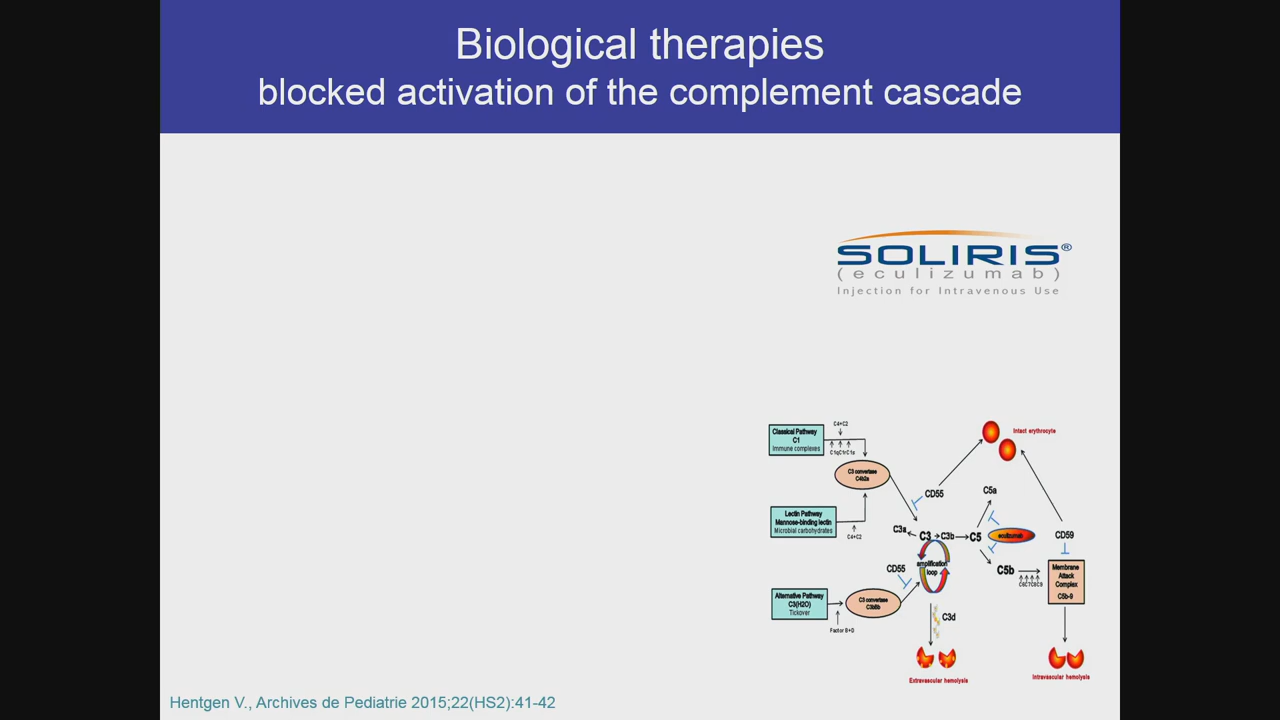 Biological therapies
blocked activation of the complement cascade
SOLIRIS®
(eculizumab)
Injection for Intravenous Use
C4+C2
Classical Pathway
C1
Immune complexes
C1qC1rC1s
Intact erythrocyte
C3 convertase
C4b2a
CD55
C5a
Lectin Pathway
Mannose-binding lectin
Microbial carbohydrates
C4+C2
C3a
C3
C3b
C5
eculizumab
CD59
amplification
loop
CD55
C5b
C6C7C8C9
Membrane
Attack
Complex
C5b-9
Alternative Pathway
C3(H2O)
Tickover
C3 convertase
C3bBb
Factor B+D
C3d
Extravascular hemolysis
Intravascular hemolysis
Hentgen V., Archives de Pediatrie 2015;22(HS2):41-42